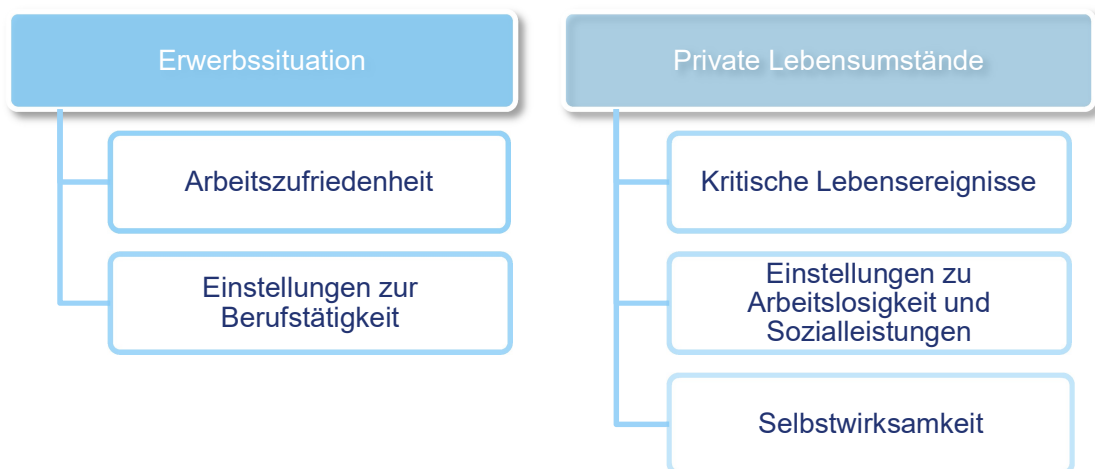 Erwerbssituation
Arbeitszufriedenheit
Einstellungen zur
Berufstätigkeit
Private Lebensumstände
Kritische Lebensereignisse
Einstellungen zu
Arbeitslosigkeit und
Sozialleistungen
Selbstwirksamkeit